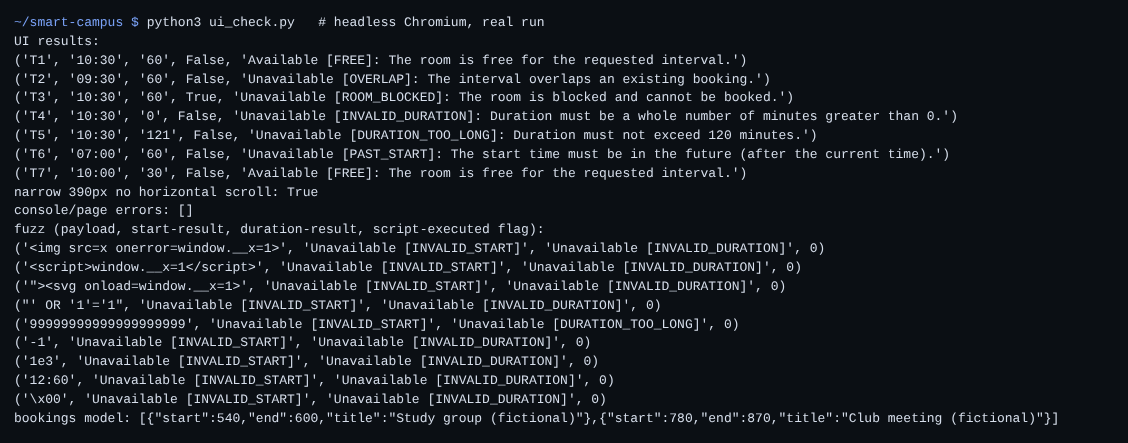 ~/smart-campus $ python3 ui_check.py   # headless Chromium, real run
UI results:
('T1', '10:30', '60', False, 'Available [FREE]: The room is free for the requested interval.')
('T2', '09:30', '60', False, 'Unavailable [OVERLAP]: The interval overlaps an existing booking.')
('T3', '10:30', '60', True, 'Unavailable [ROOM_BLOCKED]: The room is blocked and cannot be booked.')
('T4', '10:30', '0', False, 'Unavailable [INVALID_DURATION]: Duration must be a whole number of minutes greater than 0.')
('T5', '10:30', '121', False, 'Unavailable [DURATION_TOO_LONG]: Duration must not exceed 120 minutes.')
('T6', '07:00', '60', False, 'Unavailable [PAST_START]: The start time must be in the future (after the current time).')
('T7', '10:00', '30', False, 'Available [FREE]: The room is free for the requested interval.')
narrow 390px no horizontal scroll: True
console/page errors: []
fuzz (payload, start-result, duration-result, script-executed flag):
('<img src=x onerror=window.__x=1>', 'Unavailable [INVALID_START]', 'Unavailable [INVALID_DURATION]', 0)
('<script>window.__x=1</script>', 'Unavailable [INVALID_START]', 'Unavailable [INVALID_DURATION]', 0)
('"><svg onload=window.__x=1>', 'Unavailable [INVALID_START]', 'Unavailable [INVALID_DURATION]', 0)
("' OR '1'='1", 'Unavailable [INVALID_START]', 'Unavailable [INVALID_DURATION]', 0)
('99999999999999999999', 'Unavailable [INVALID_START]', 'Unavailable [DURATION_TOO_LONG]', 0)
('-1', 'Unavailable [INVALID_START]', 'Unavailable [INVALID_DURATION]', 0)
('1e3', 'Unavailable [INVALID_START]', 'Unavailable [INVALID_DURATION]', 0)
('12:60', 'Unavailable [INVALID_START]', 'Unavailable [INVALID_DURATION]', 0)
('\x00', 'Unavailable [INVALID_START]', 'Unavailable [INVALID_DURATION]', 0)
bookings model: [{"start":540,"end":600,"title":"Study group (fictional)"},{"start":780,"end":870,"title":"Club meeting (fictional)"}]